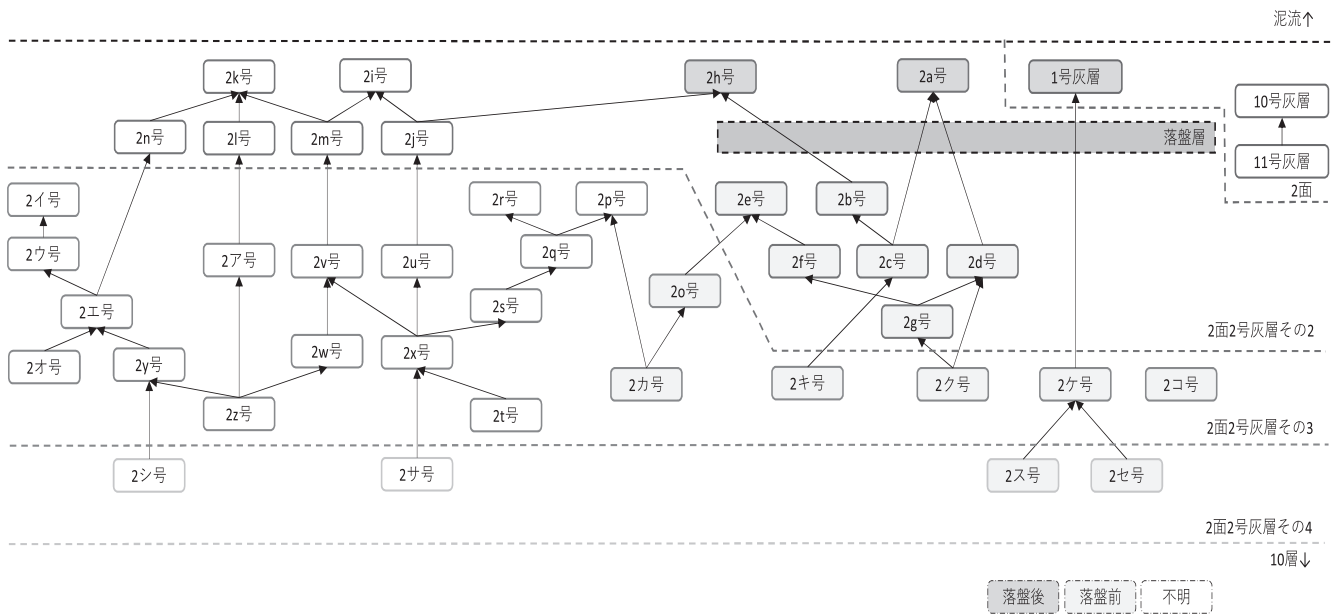 泥流↑
2k号
2i号
2h号
2a号
1号灰層
10号灰層
2n号
2l号
2m号
2j号
落盤層
11号灰層
2面
2イ号
2r号
2p号
2e号
2b号
2ウ号
2ア号
2v号
2u号
2q号
2f号
2c号
2d号
2o号
2エ号
2s号
2g号
2面2号灰層その2
2オ号
2y号
2w号
2x号
2カ号
2キ号
2ク号
2ケ号
2コ号
2z号
2t号
2面2号灰層その3
2シ号
2サ号
2ス号
2セ号
2面2号灰層その4
10層↓
落盤後
落盤前
不明